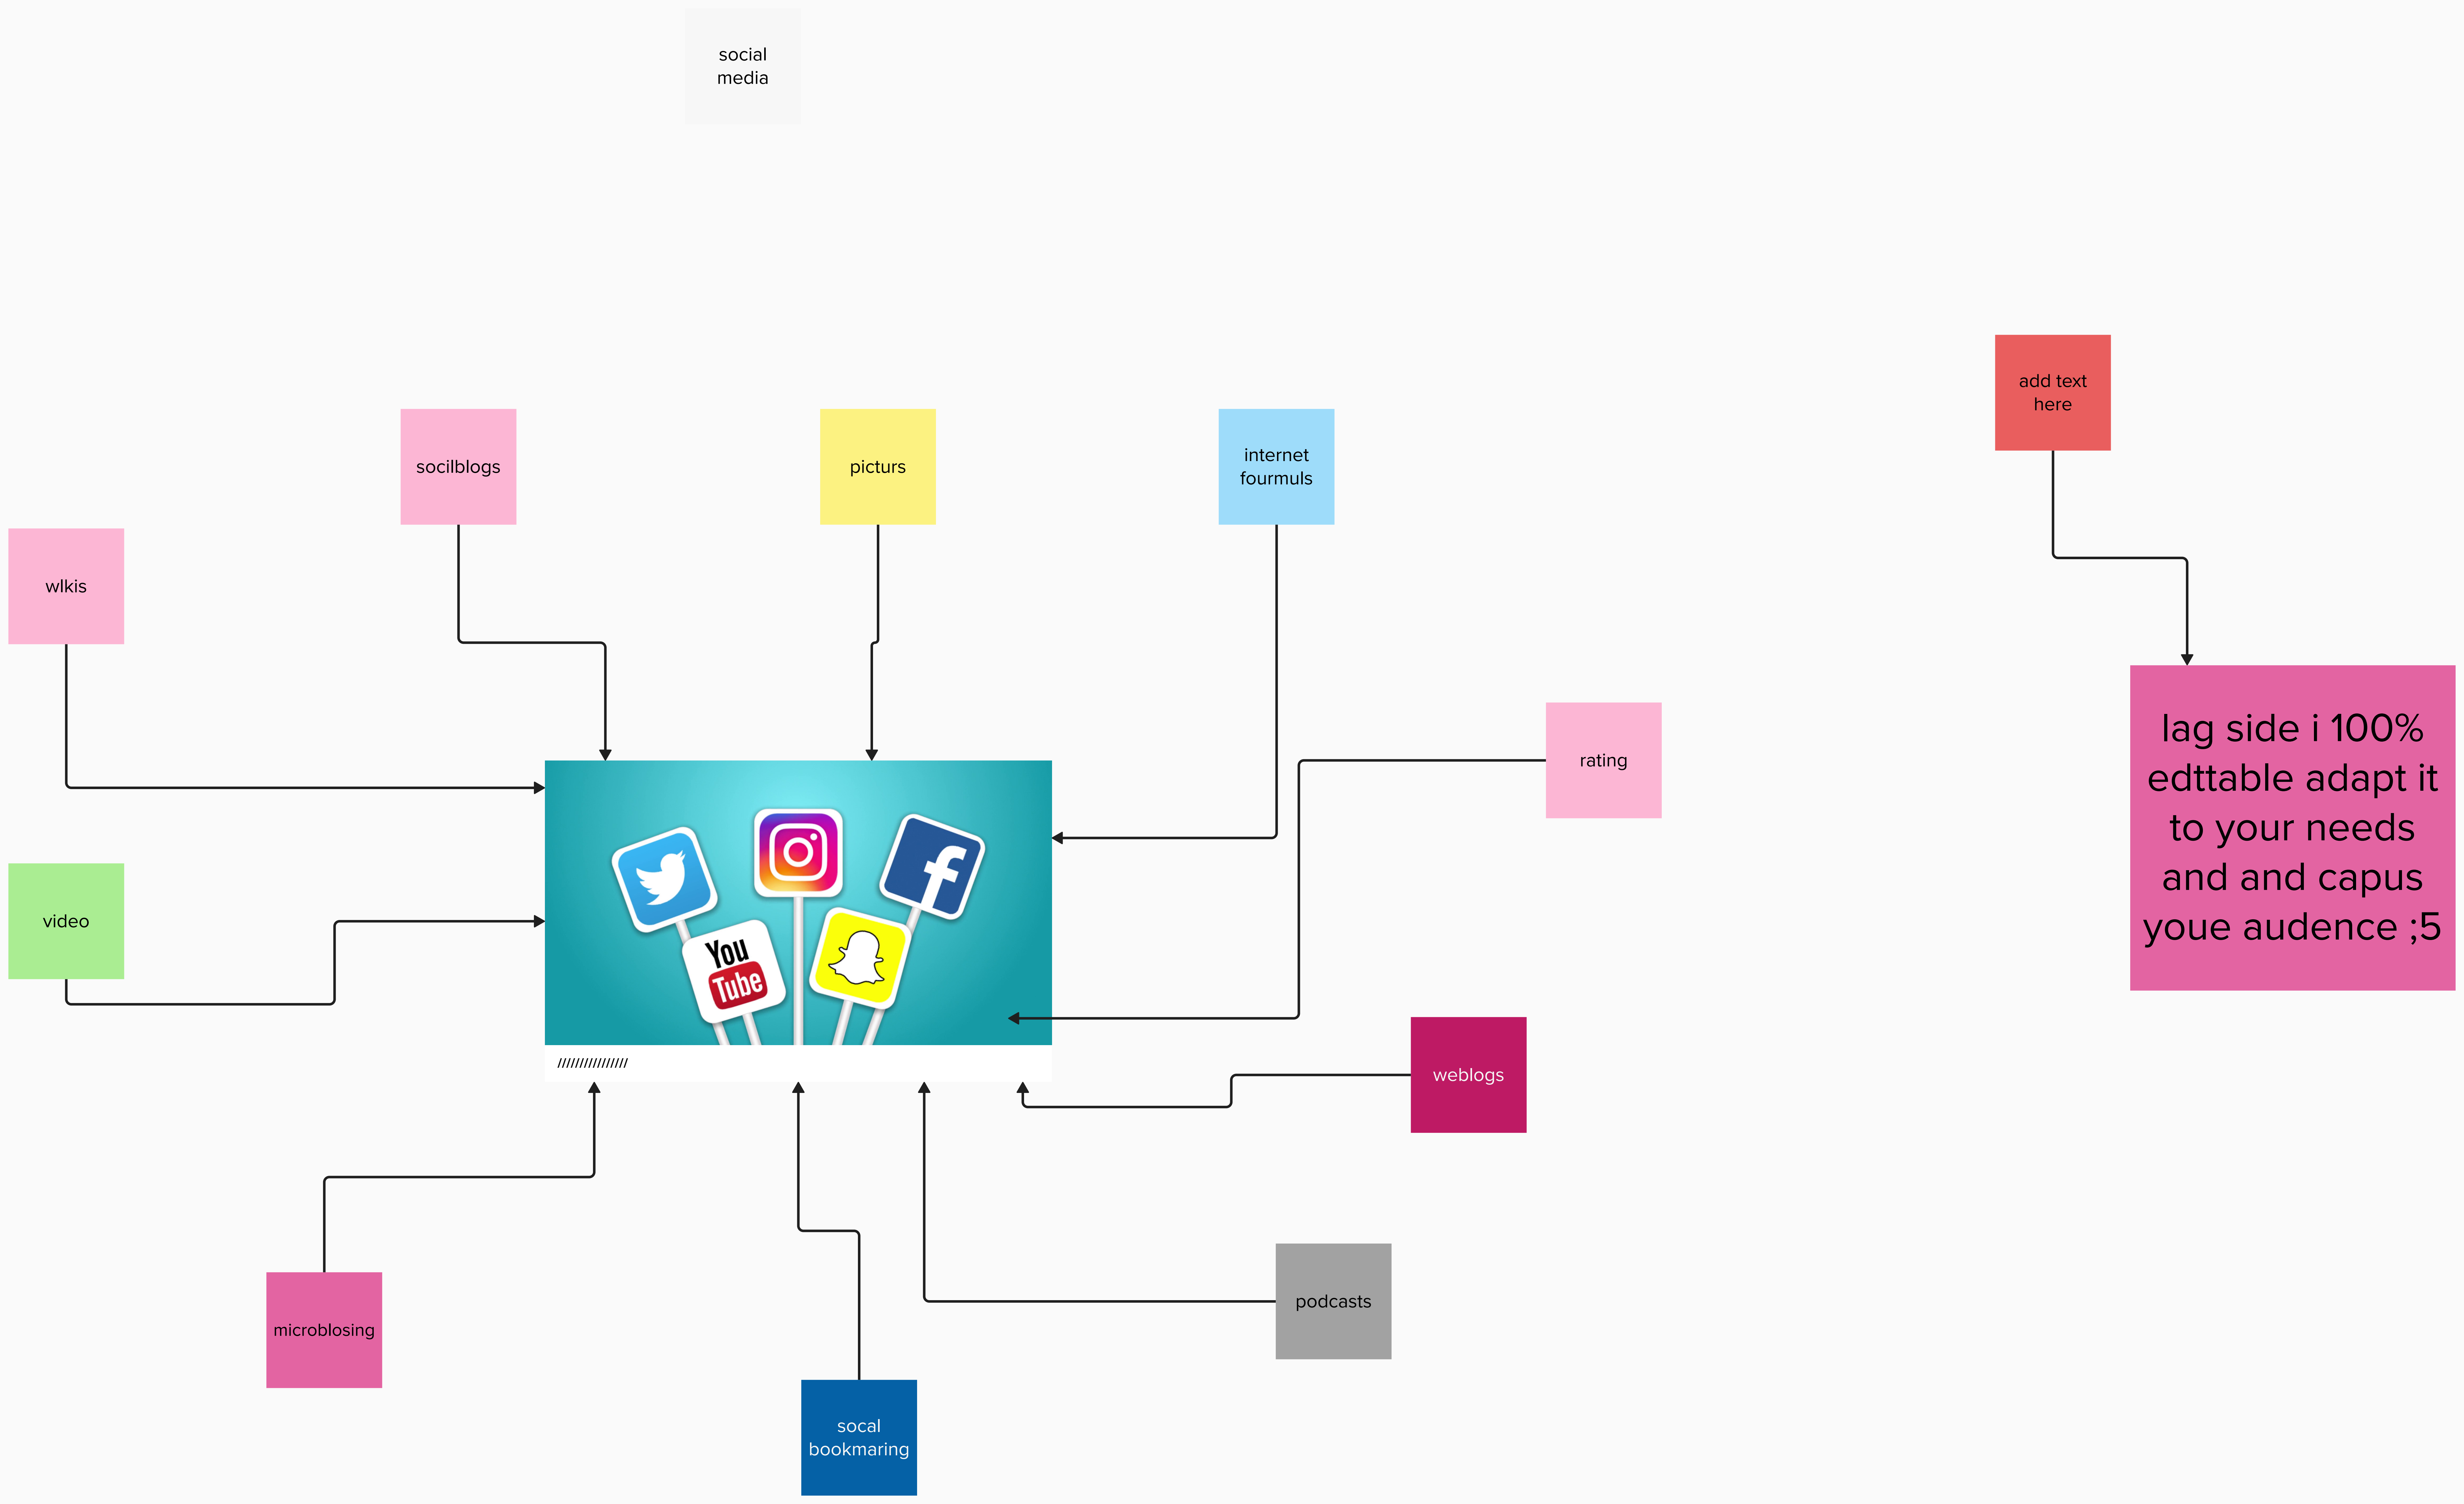 social
media
add text
here
socilblogs
picturs
internet
fourmuls
wlkis
rating
lag side i 100%
edttable adapt it
to your needs
and and capus
youe audence ;5
video
You
Tube
////////////////
weblogs
microblosing
podcasts
socal
bookmaring